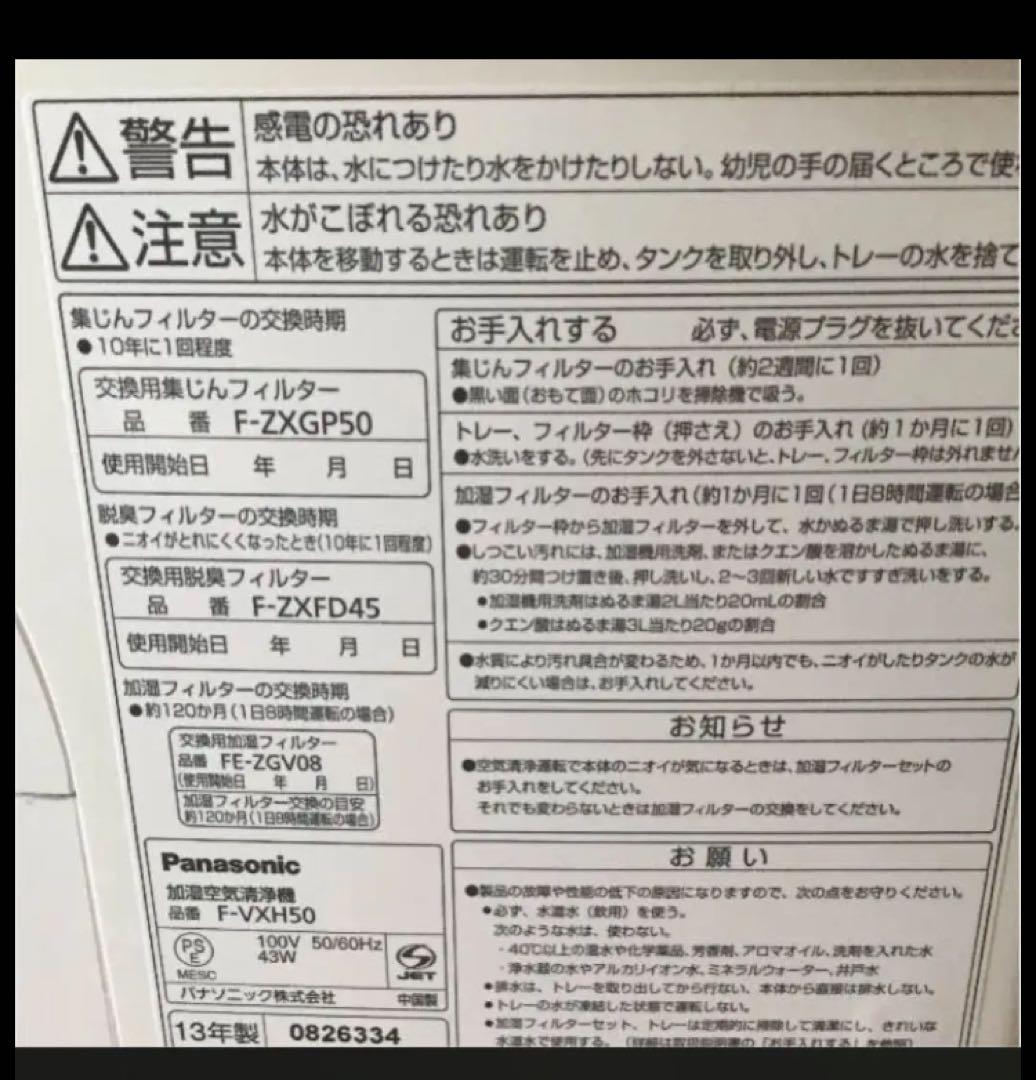 警告
感電の恐れあり
本体は、水につけたり水をかけたりしない。幼児の手の届くところで使
注意
水がこぼれる恐れあり
本体を移動するときは運転を止め、タンクを取り外し、トレーの水を捨て
集じんフィルターの交換時期
●10年に1回程度
交換用集じんフィルター
品 番 F-ZXGP50
使用開始日 年 月 日
脱臭フィルターの交換時期
●ニオイがとれにくくなったとき(10年に1回程度)
交換用脱臭フィルター
品 番 F-ZXFD45
使用開始日 年 月 日
加湿フィルターの交換時期
●約120か月(1日8時間運転の場合)
交換用加湿フィルター
品番 FE-ZGV08
(使用開始日 年 月 日)
加湿フィルター交換の目安
約120か月(1日8時間運転の場合)
Panasonic
加湿空気清浄機
品番 F-VXH50
PS E
MESC
100V 50/60Hz
43W
JET
パナソニック株式会社 中国製
13年製 0826334
お手入れする 必ず、電源プラグを抜いてくださ
集じんフィルターのお手入れ(約2週間に1回)
●黒い面(おもて面)のホコリを掃除機で吸う。
トレー、フィルター枠(押さえ)のお手入れ(約1か月に1回)
●水洗いをする。(先にタンクを外さないと、トレー、フィルター枠は外れませ
加湿フィルターのお手入れ(約1か月に1回(1日8時間運転の場合
●フィルター枠から加湿フィルターを外して、水かぬるま湯で押し洗いする。
●しつこい汚れには、加湿機用洗剤、またはクエン酸を溶かしたぬるま湯に、
約30分間つけ置き後、押し洗いし、2~3回新しい水ですすぎ洗いをする。
●加湿機用洗剤はぬるま湯2L当たり20mLの割合
●クエン酸はぬるま湯3L当たり20gの割合
●水質により汚れ具合が変わるため、1か月以内でも、ニオイがしたりタンクの水が
減りにくい場合は、お手入れしてください。
お知らせ
●空気清浄運転で本体のニオイが気になるときは、加湿フィルターセットの
お手入れをしてください。
それでも変わらないときは加湿フィルターの交換をしてください。
お願い
●製品の故障や性能の低下の原因になりますので、次の点をお守りください。
●必ず、水道水(飲用)を使う。
次のような水は、使わない。
・40℃以上の温水や化学薬品、芳香剤、アロマオイル、洗剤を入れた水
・浄水器の水やアルカリイオン水、ミネラルウォーター、井戸水
●排水は、トレーを取り出してから行ない、本体から直接は排水しない。
●トレーの水が凍結した状態で運転しない。
●加湿フィルターセット、トレーは定期的に掃除して清潔にし、きれいな
水道水で使用する。(詳細は取扱説明書の「お手入れする」を参照)